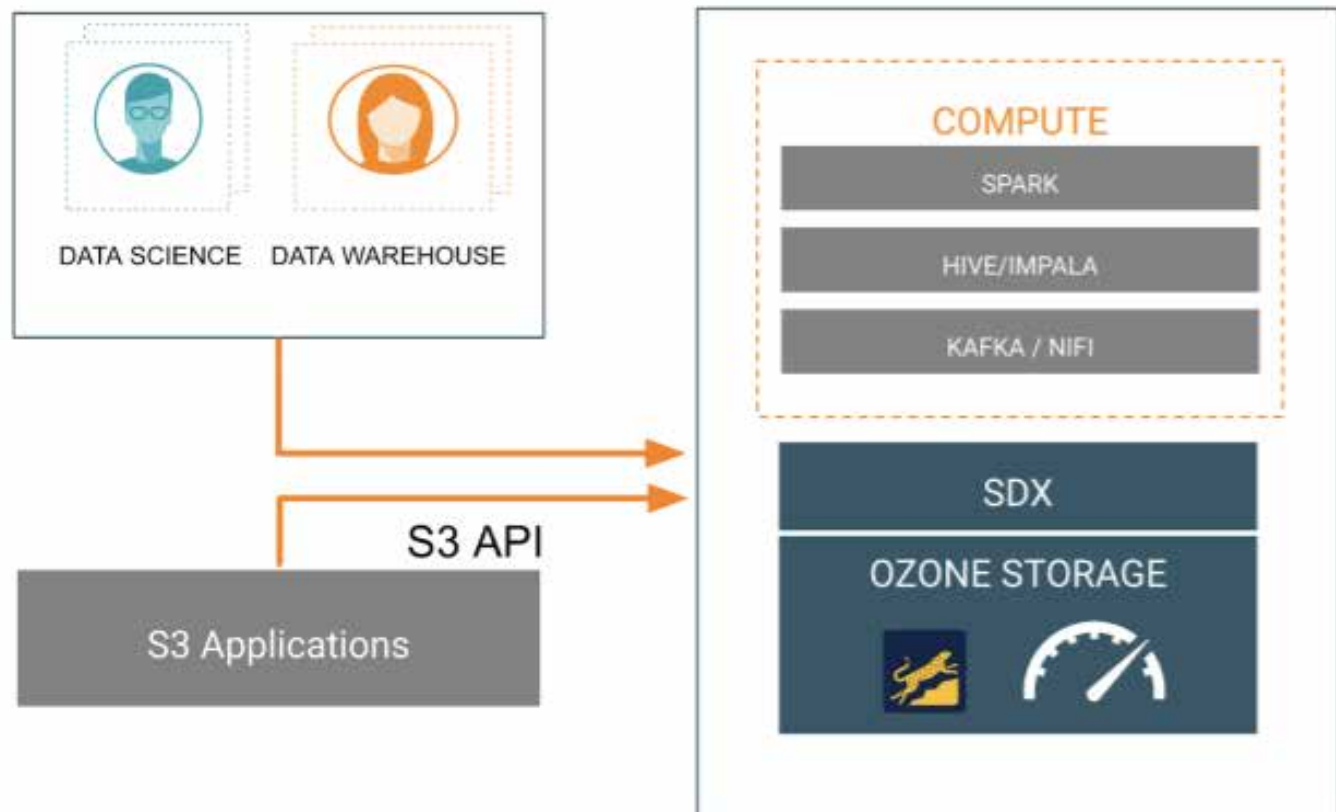 DATA SCIENCE
DATA WAREHOUSE
S3 API
S3 Applications
COMPUTE
SPARK
HIVE/IMPALA
KAFKA / NIFI
SDX
OZONE STORAGE